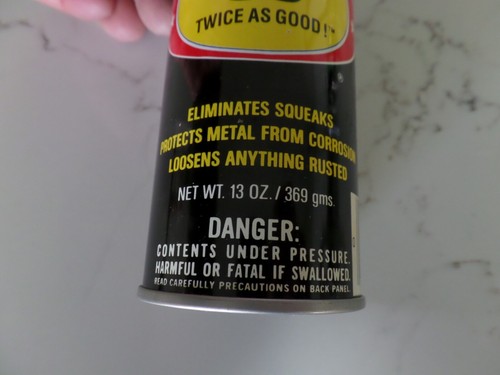 TWICE AS GOOD!™
ELIMINATES SQUEAKS
PROTECTS METAL FROM CORROSION
LOOSENS ANYTHING RUSTED
NET WT. 13 OZ./369 gms.
DANGER:
CONTENTS UNDER PRESSURE.
HARMFUL OR FATAL IF SWALLOWED.
READ CAREFULLY PRECAUTIONS ON BACK PANEL